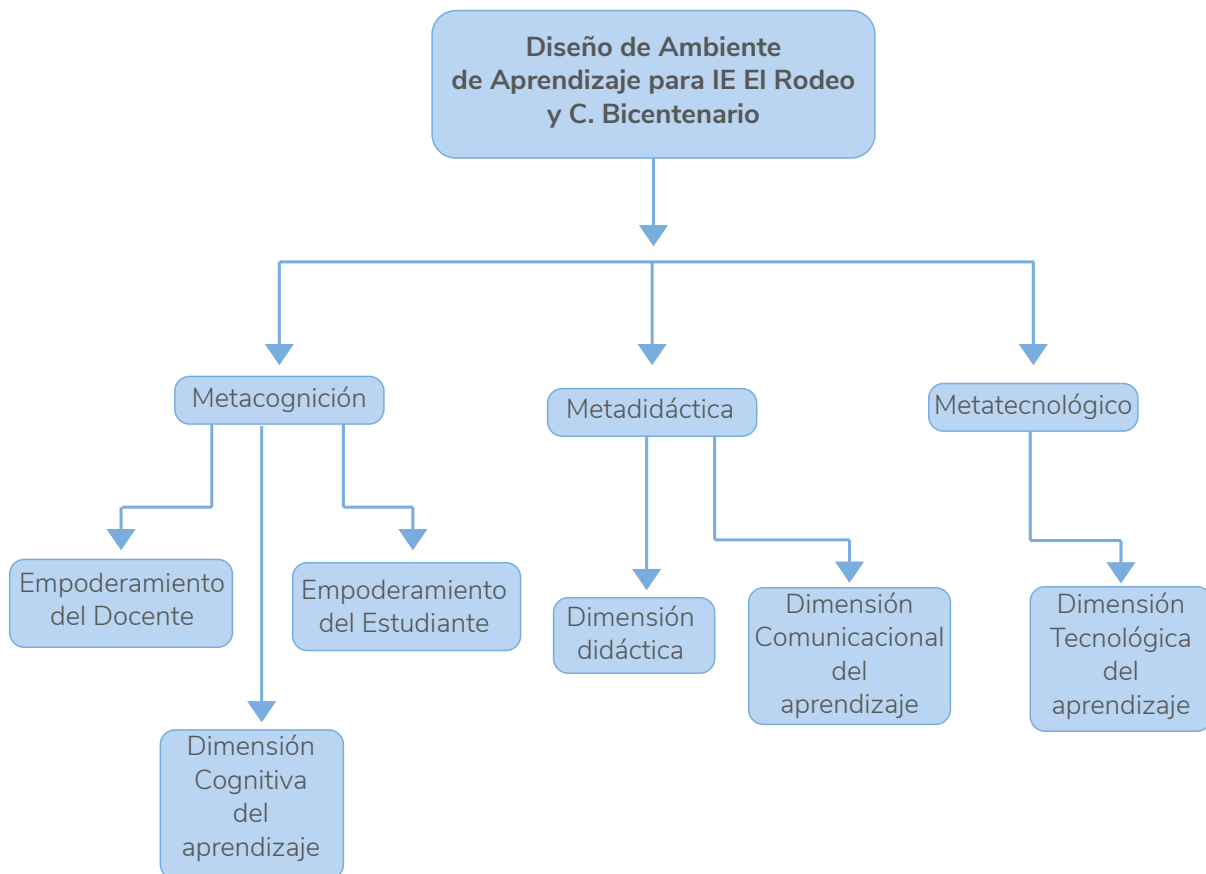 Diseño de Ambiente
de Aprendizaje para IE El Rodeo
y C. Bicentenario
Metacognición
Metadidáctica
Metatecnológico
Empoderamiento
del Docente
Empoderamiento
del Estudiante
Dimensión
didáctica
Dimensión
Comunicacional
del
aprendizaje
Dimensión
Tecnológica
del
aprendizaje
Dimensión
Cognitiva
del
aprendizaje